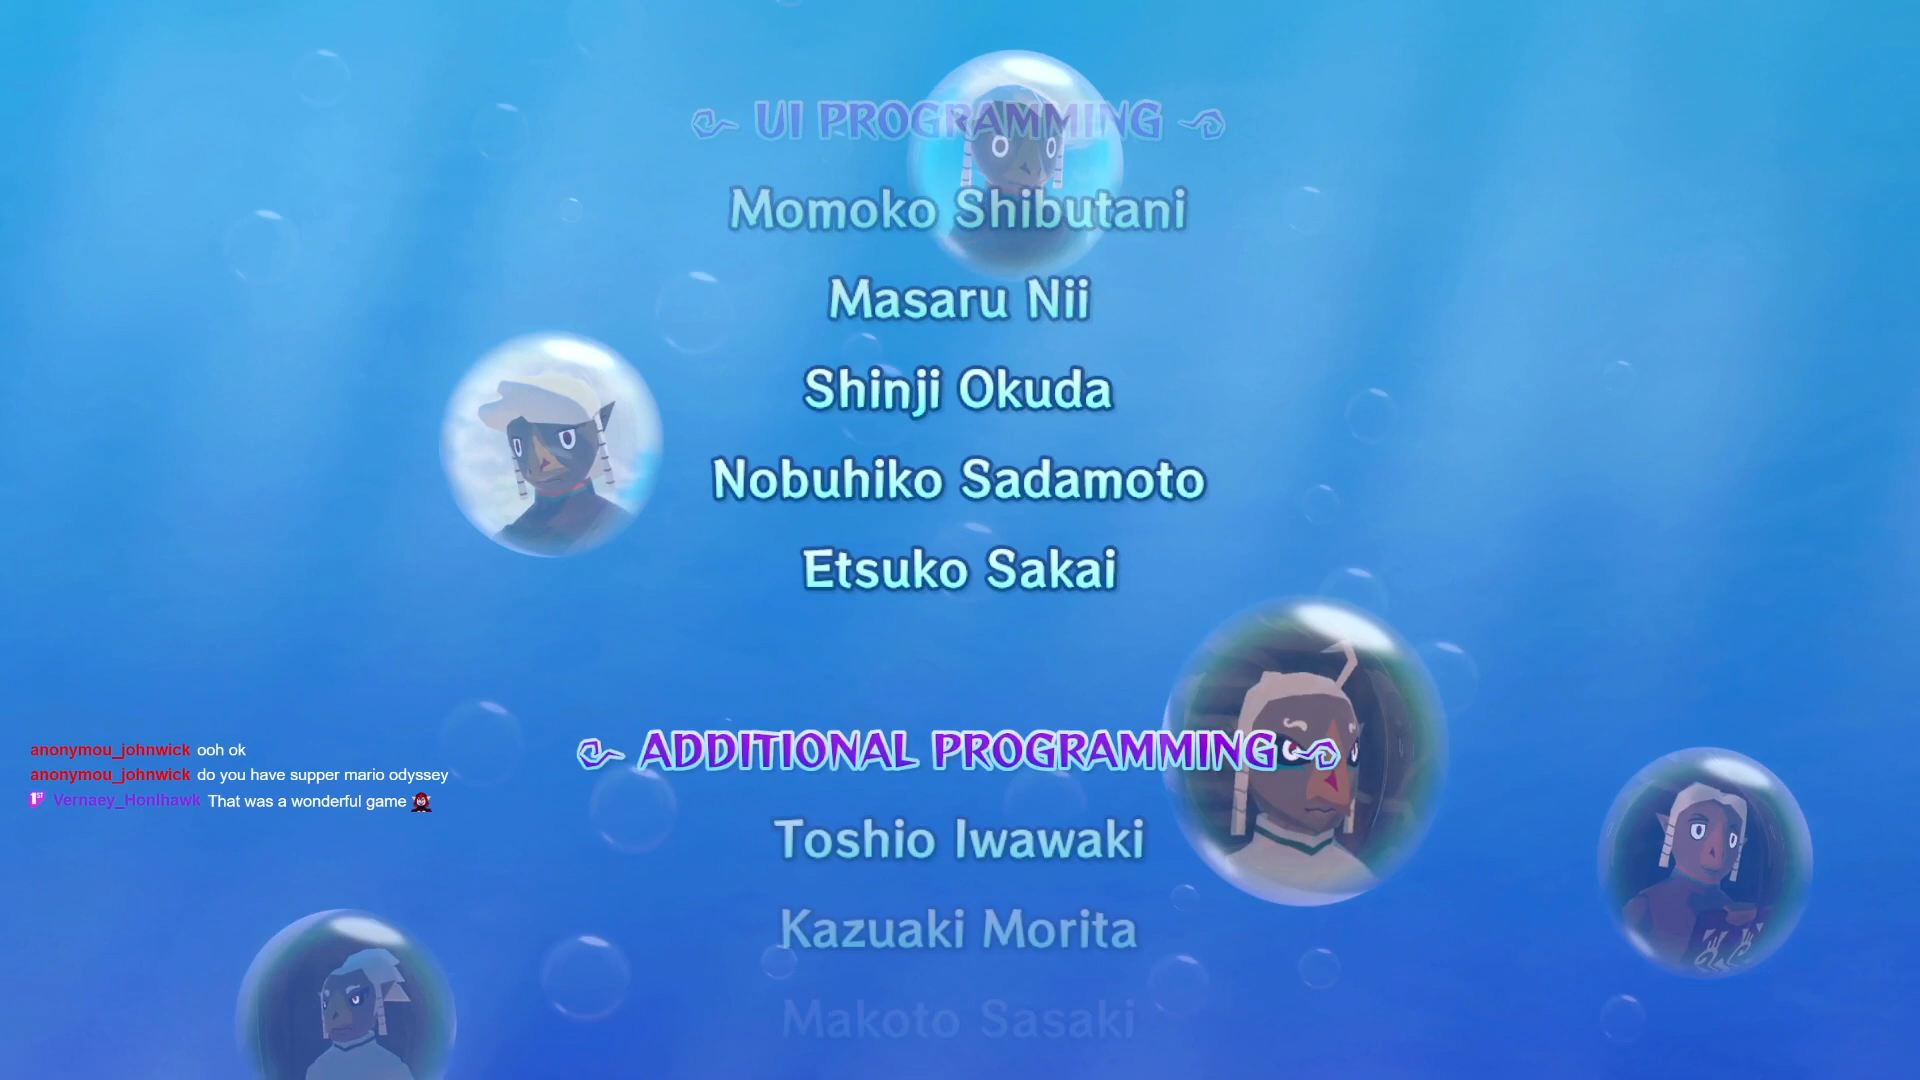 UI PROGRAMMING
Momoko Shibutani
Masaru Nii
Shinji Okuda
Nobuhiko Sadamoto
Etsuko Sakai
ADDITIONAL PROGRAMMING
Toshio Iwawaki
Kazuaki Morita
Makoto Sasaki
anonymou_johnwick ooh ok
anonymou_johnwick do you have supper mario odyssey
1ST Vernaey_Honlhawk That was a wonderful game